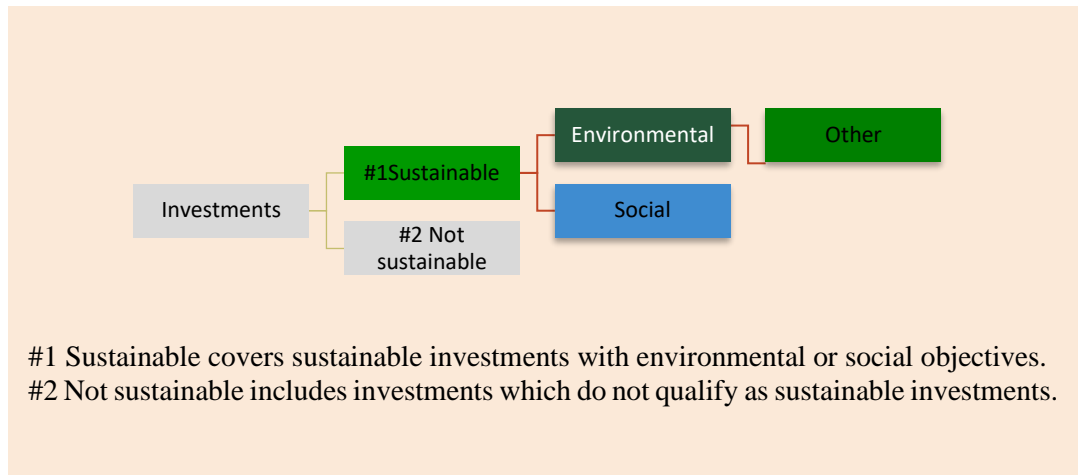 Environmental
Other
#1Sustainable
Investments
Social
#2 Not
sustainable
#1 Sustainable covers sustainable investments with environmental or social objectives.
#2 Not sustainable includes investments which do not qualify as sustainable investments.